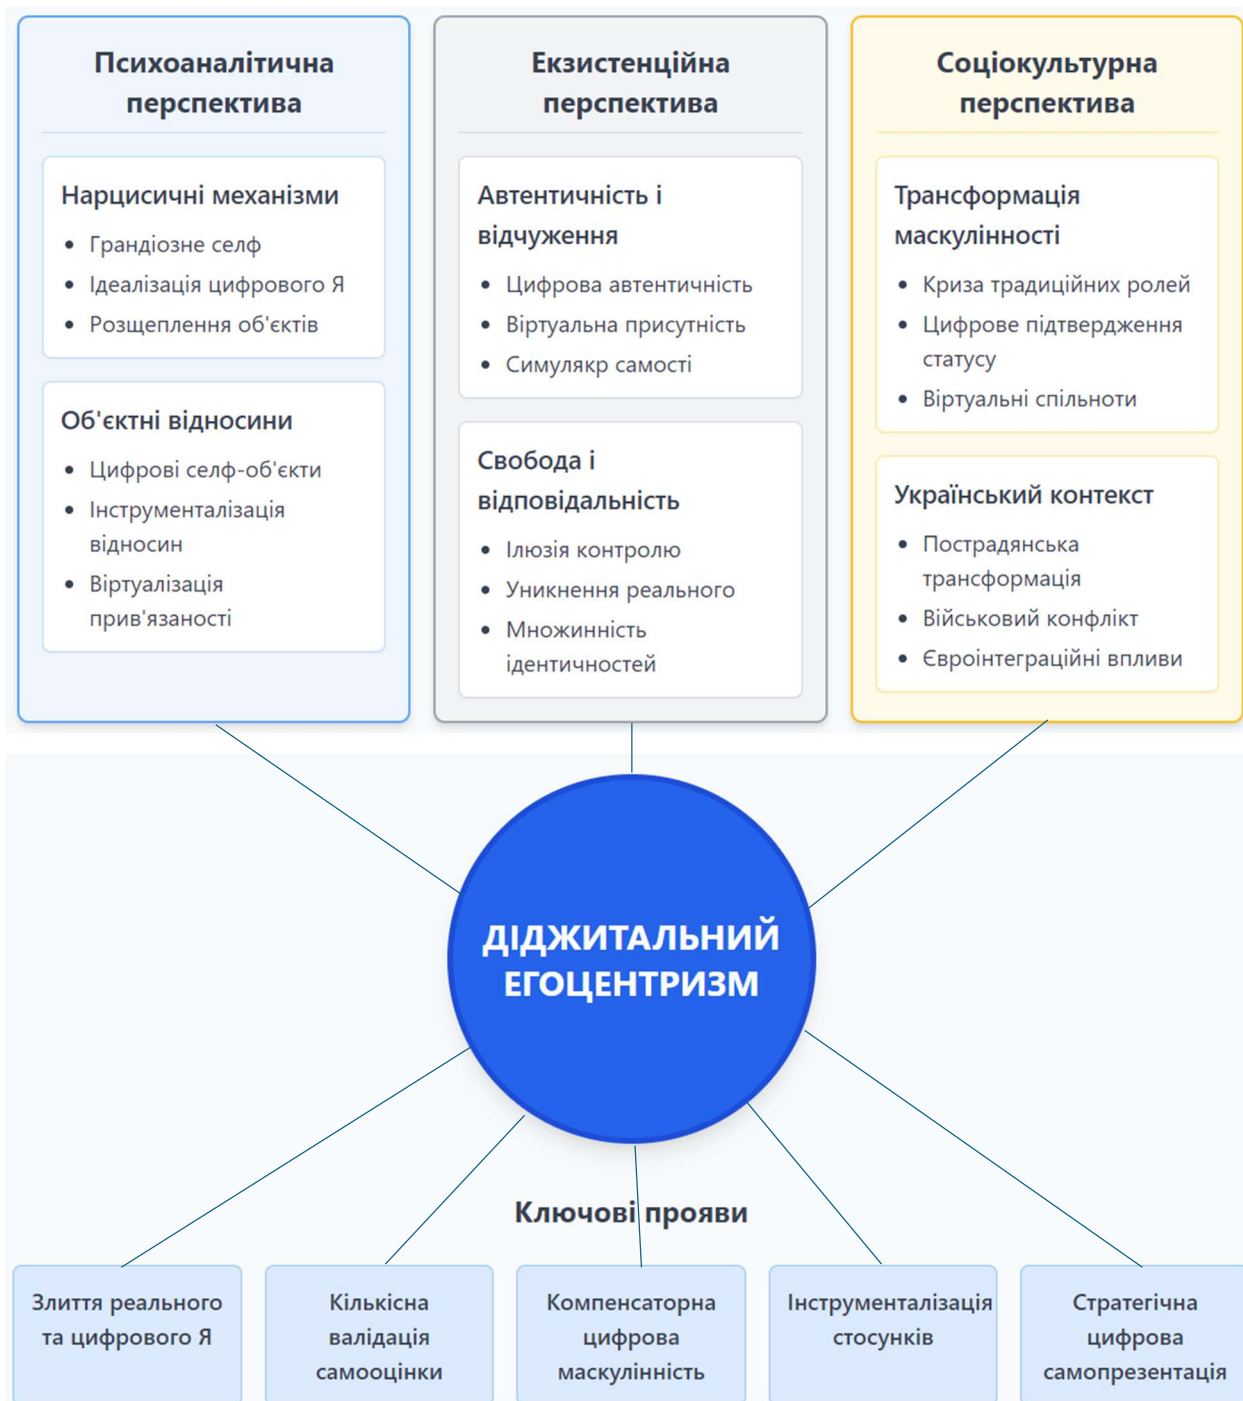 Психоаналітична
перспектива
Нарцисичні механізми
• Грандіозне селф
• Ідеалізація цифрового Я
• Розщеплення об'єктів
Об'єктні відносини
• Цифрові селф-об'єкти
• Інструменталізація
відносин
• Віртуалізація
прив'язаності
Екзистенційна
перспектива
Автентичність і
відчуження
• Цифрова автентичність
• Віртуальна присутність
• Симулякр самості
Свобода і
відповідальність
• Ілюзія контролю
• Уникнення реального
• Множинність
ідентичностей
Соціокультурна
перспектива
Трансформація
маскулінності
• Криза традиційних ролей
• Цифрове підтвердження
статусу
• Віртуальні спільноти
Український контекст
• Пострадянська
трансформація
• Військовий конфлікт
• Євроінтеграційні впливи
ДІДЖИТАЛЬНИЙ
ЕГОЦЕНТРИЗМ
Ключові прояви
Злиття реального
та цифрового Я
Кількісна
валідація
самооцінки
Компенсаторна
цифрова
маскулінність
Інструменталізація
стосунків
Стратегічна
цифрова
самопрезентація